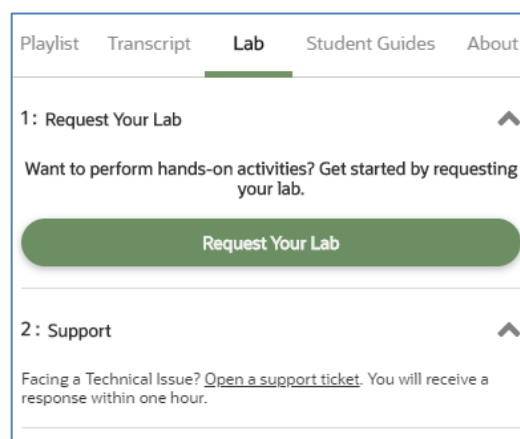 Playlist Transcript Lab Student Guides About
1: Request Your Lab
Want to perform hands-on activities? Get started by requesting
your lab.
Request Your Lab
2: Support
Facing a Technical Issue? Open a support ticket. You will receive a
response within one hour.